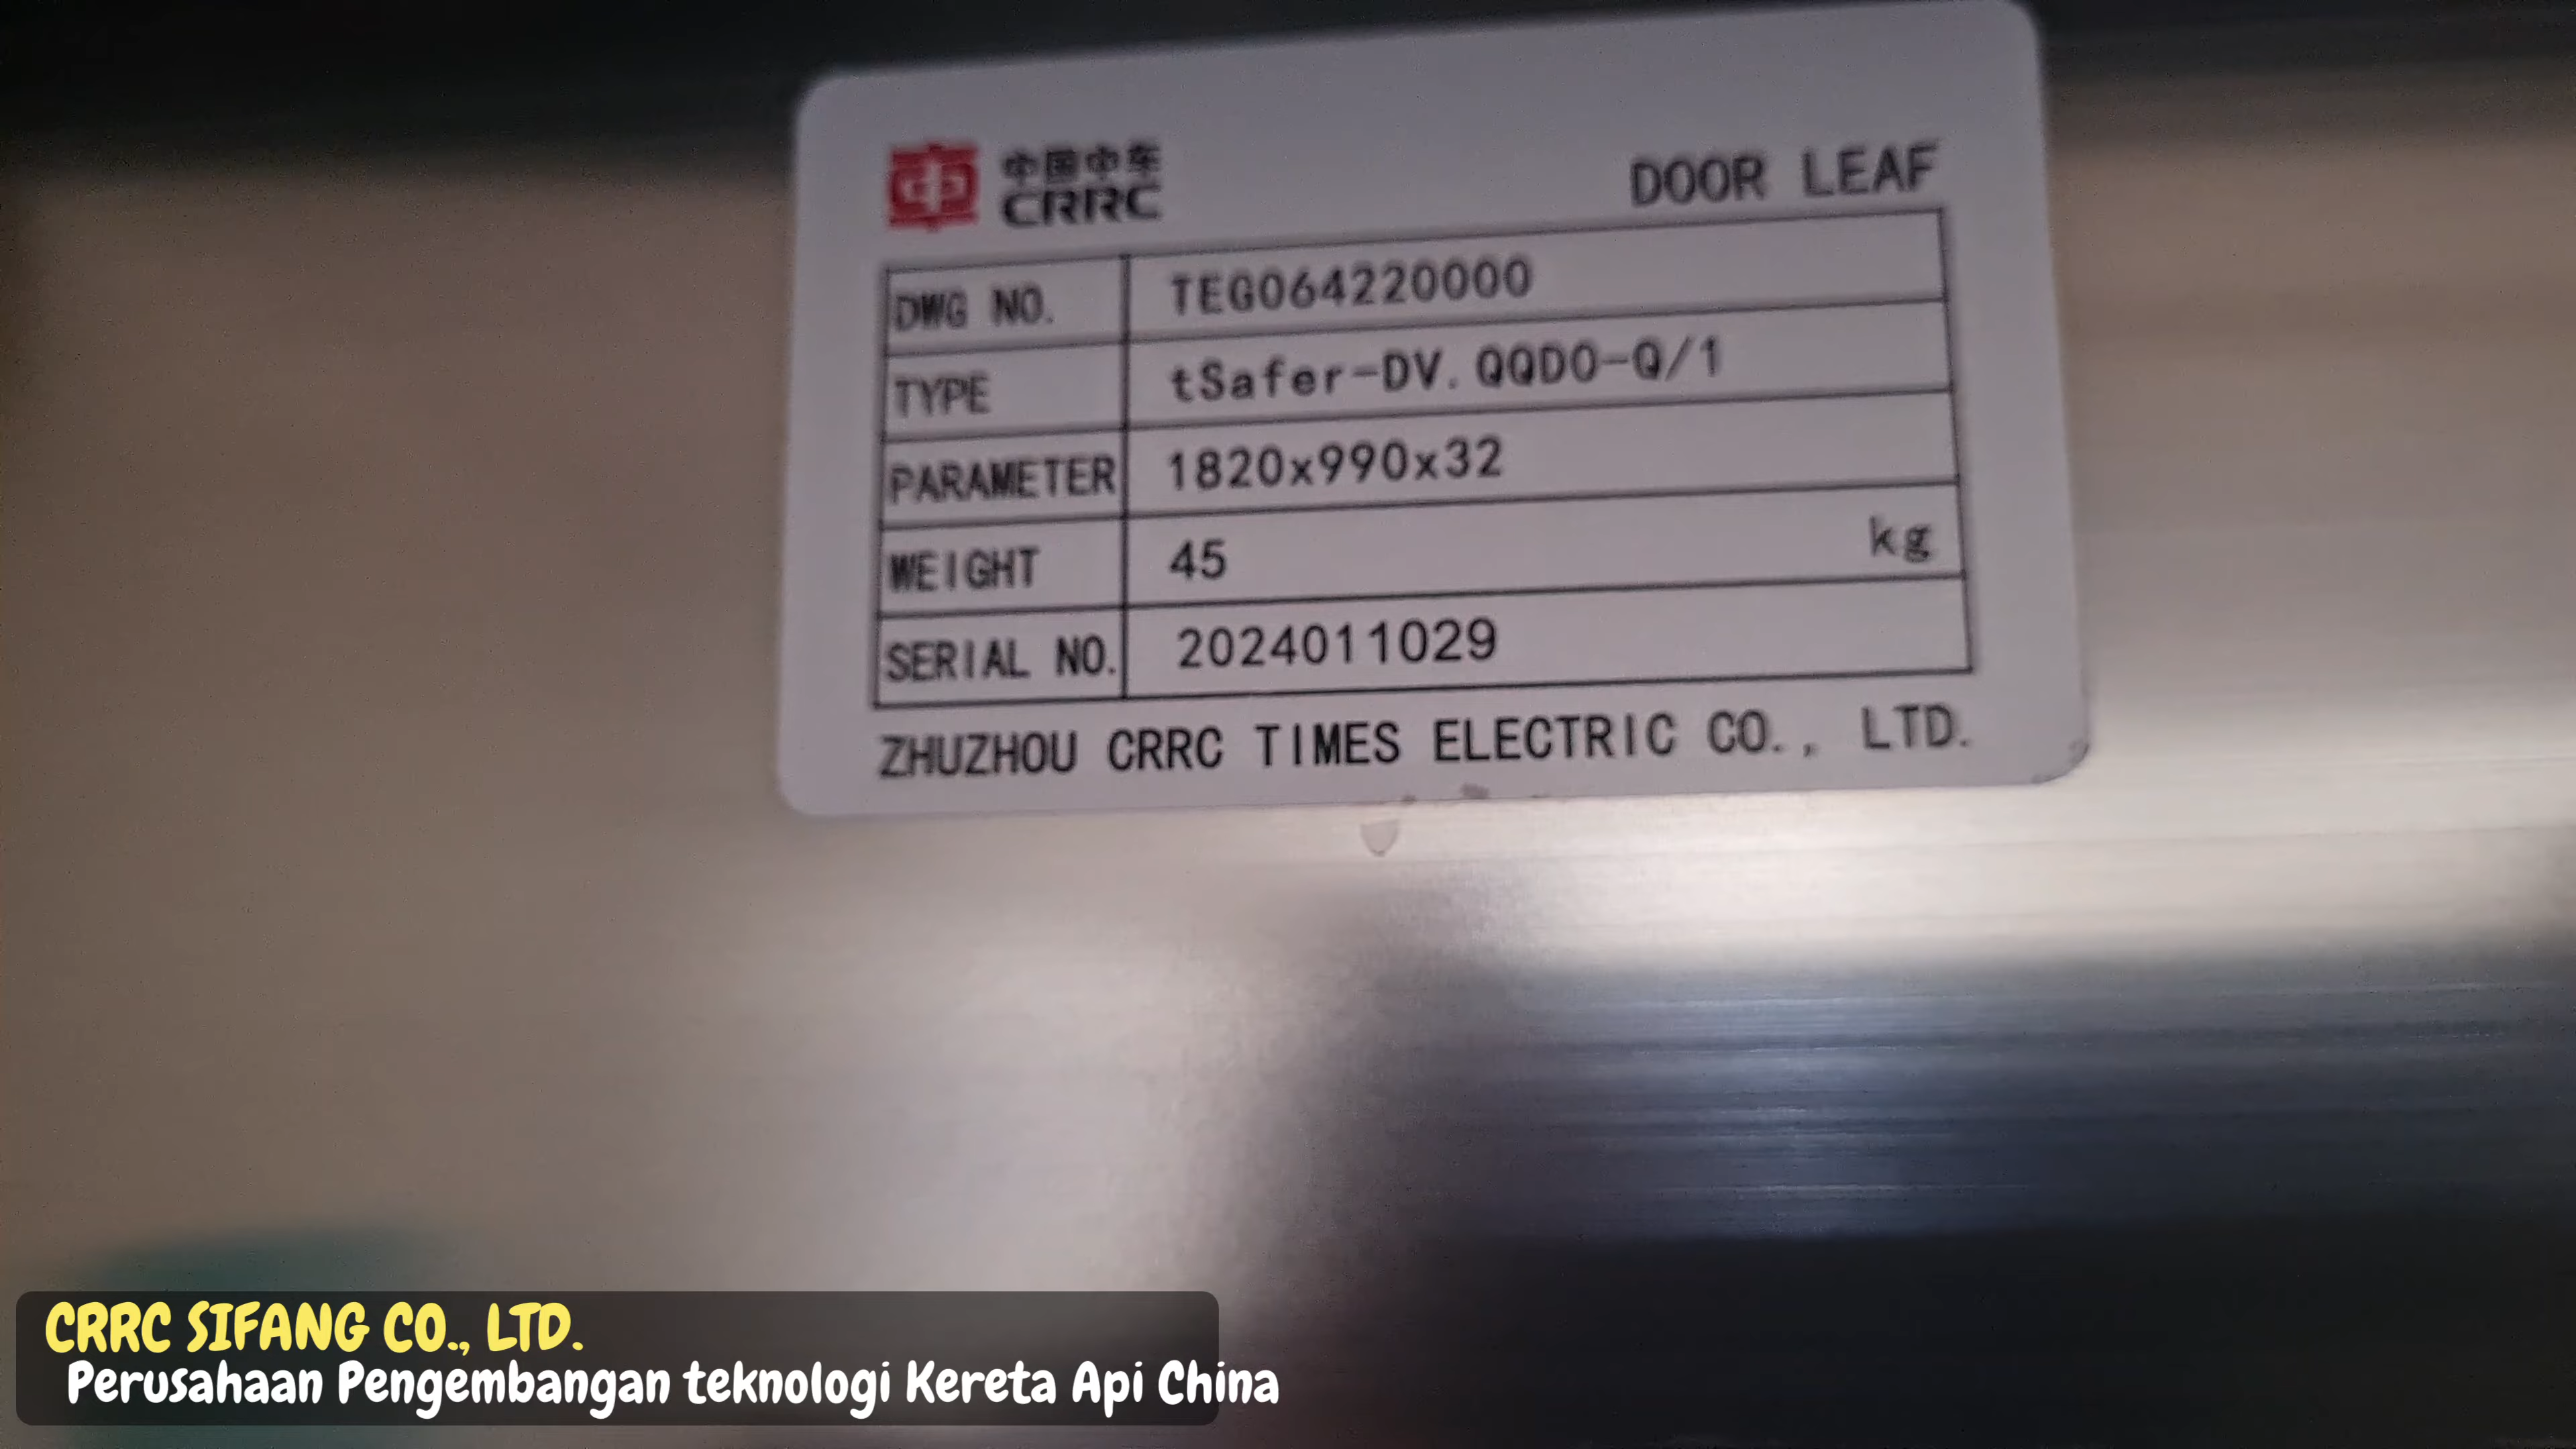 中国中车
CRRC
DOOR LEAF
DWG NO. TEG064220000
TYPE tSafer-DV.QQDO-Q/1
PARAMETER 1820x990x32
WEIGHT 45 kg
SERIAL NO. 2024011029
ZHUZHOU CRRC TIMES ELECTRIC CO., LTD.
CRRC SIFANG CO., LTD.
Perusahaan Pengembangan teknologi Kereta Api China